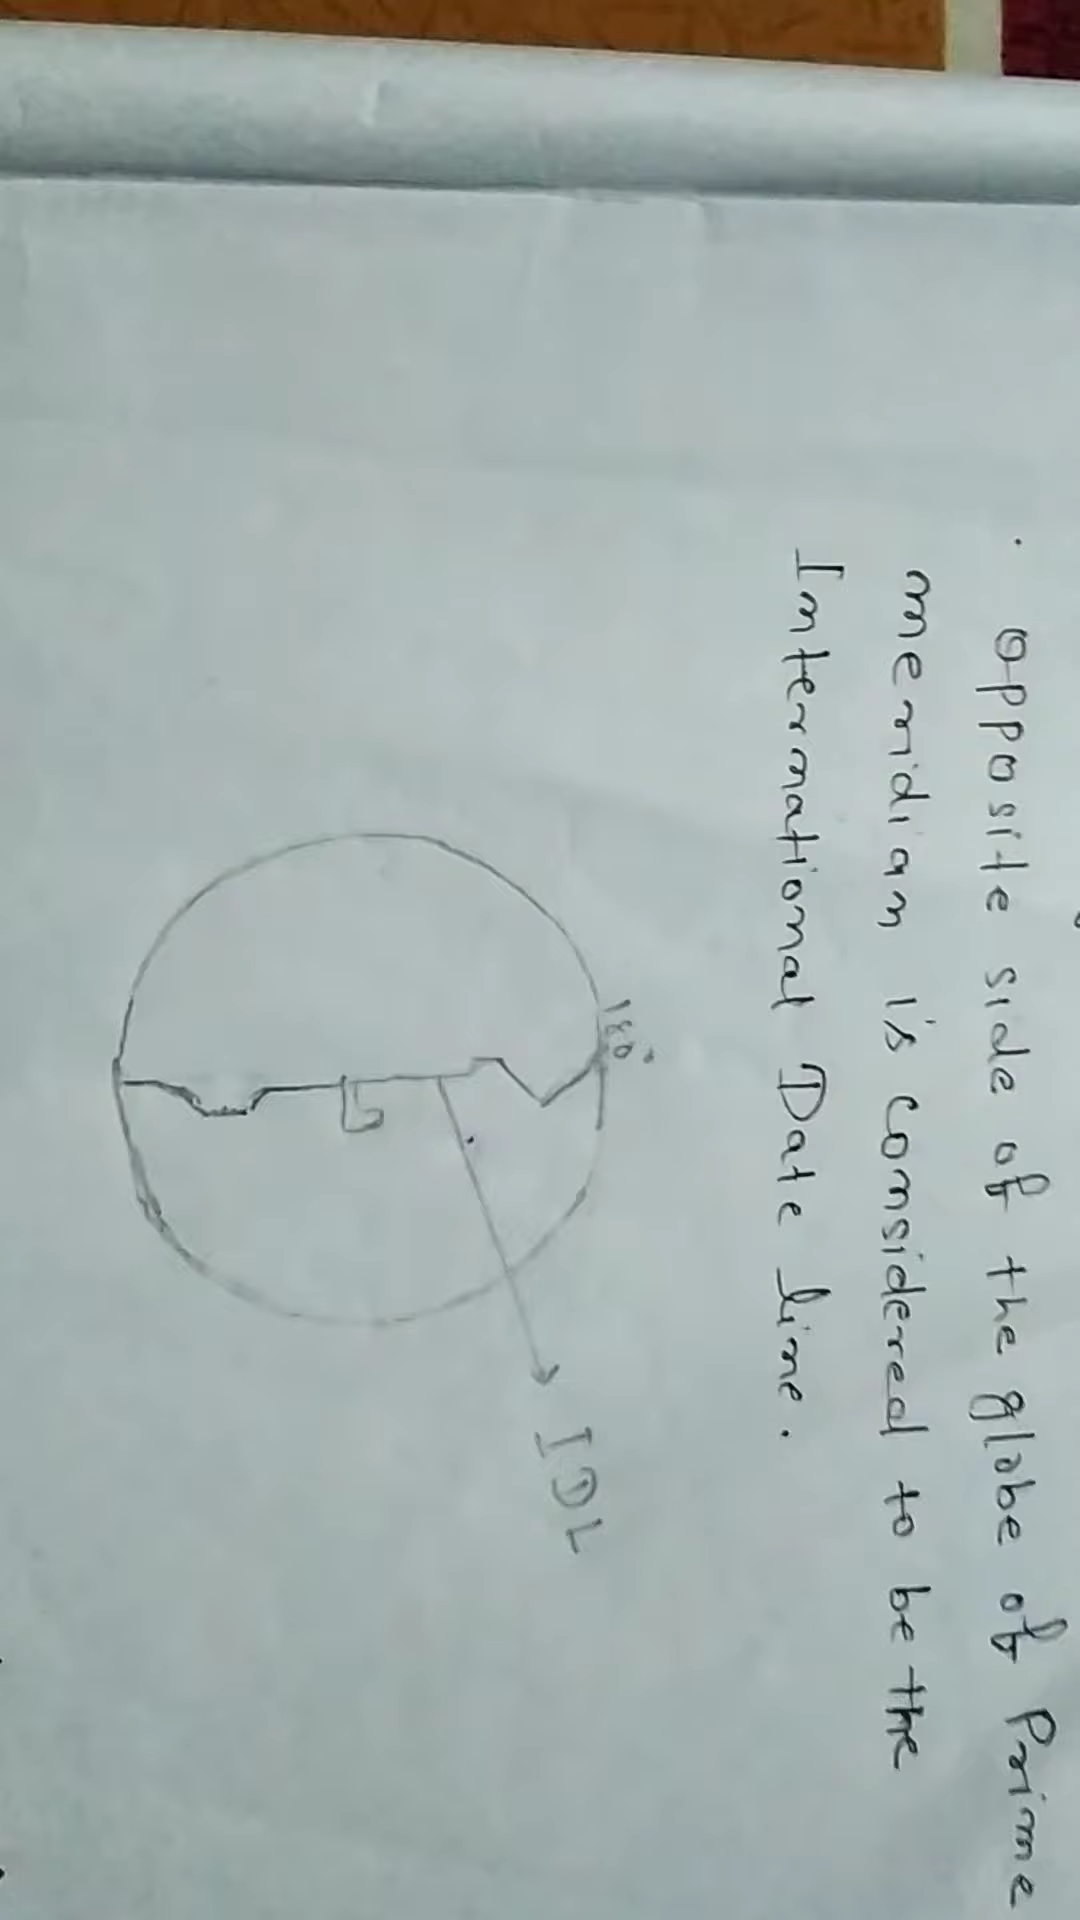 . Opposite side of the globe of Prime
meridian is considered to be the
International Date line.
180°
IDL